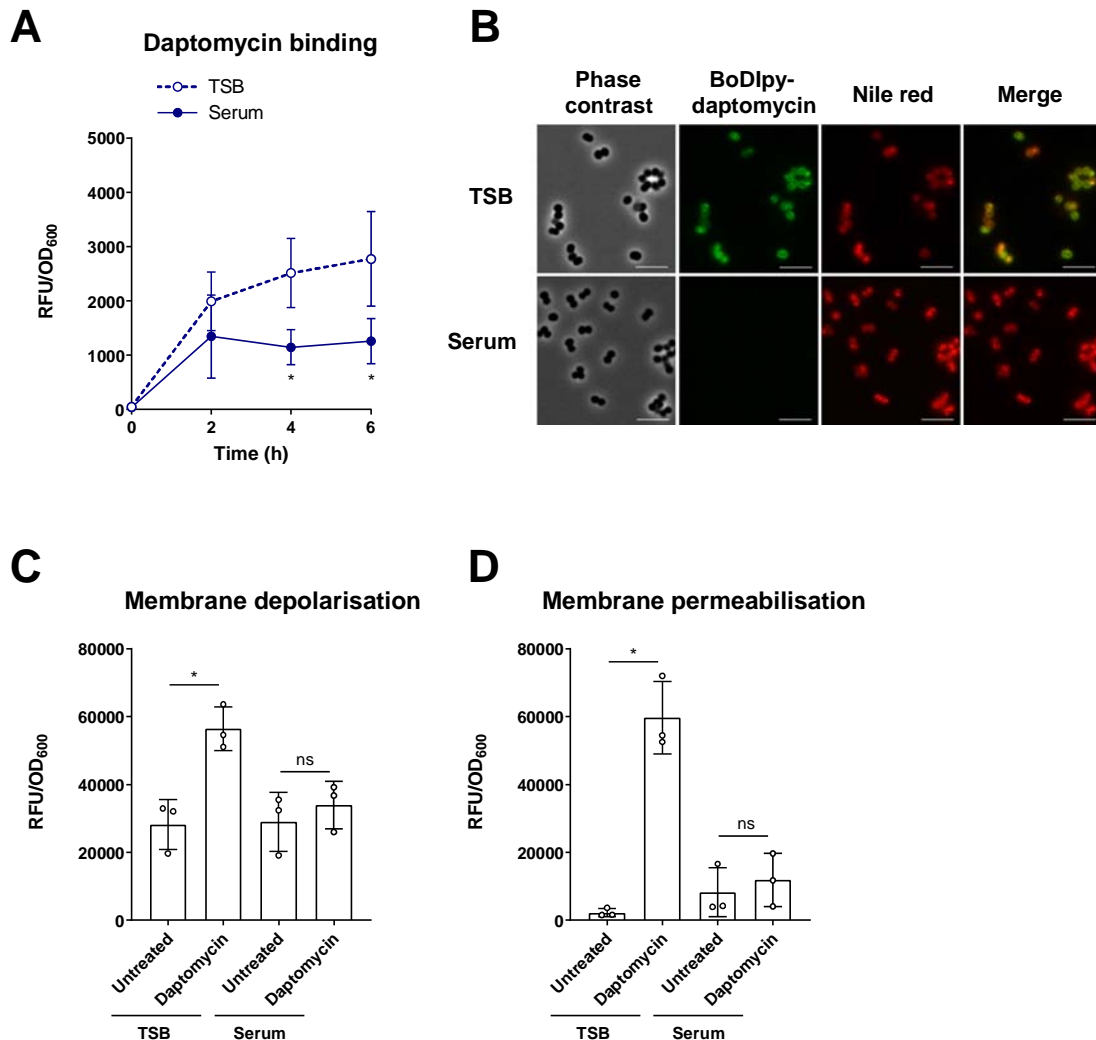 A
Daptomycin binding
TSB
Serum
5000
4000
3000
2000
1000
0
RFU/OD600
* *
0 2 4 6
Time (h)
B
Phase contrast
BoDIpy-daptomycin
Nile red
Merge
TSB
Serum
C
Membrane depolarisation
80000
60000
40000
20000
0
RFU/OD600
*
ns
Untreated
Daptomycin
Untreated
Daptomycin
TSB
Serum
D
Membrane permeabilisation
80000
60000
40000
20000
0
RFU/OD600
*
ns
Untreated
Daptomycin
Untreated
Daptomycin
TSB
Serum